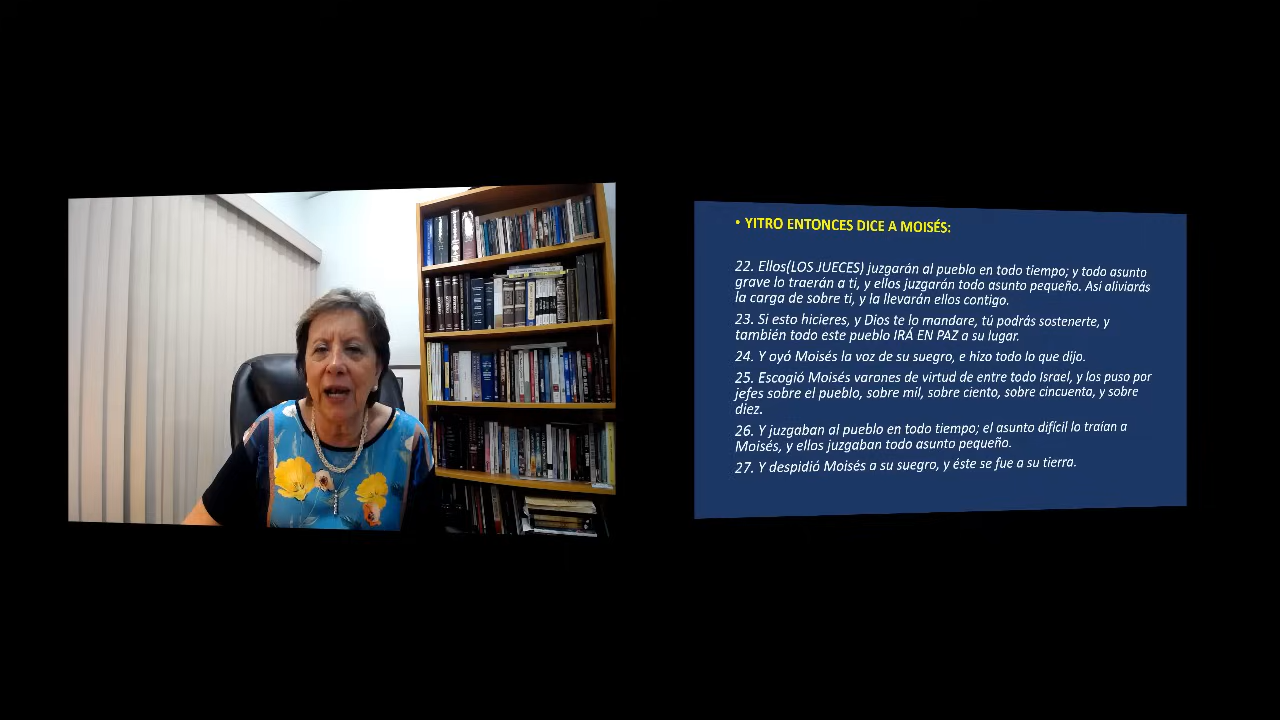 • YITRO ENTONCES DICE A MOISÉS:
22. Ellos(LOS JUECES) juzgarán al pueblo en todo tiempo; y todo asunto
grave lo traerán a ti, y ellos juzgarán todo asunto pequeño. Así aliviarás
la carga de sobre ti, y la llevarán ellos contigo.
23. Si esto hicieres, y Dios te lo mandare, tú podrás sostenerte, y
también todo este pueblo IRÁ EN PAZ a su lugar.
24. Y oyó Moisés la voz de su suegro, e hizo todo lo que dijo.
25. Escogió Moisés varones de virtud de entre todo Israel, y los puso por
jefes sobre el pueblo, sobre mil, sobre ciento, sobre cincuenta, y sobre
diez.
26. Y juzgaban al pueblo en todo tiempo; el asunto difícil lo traían a
Moisés, y ellos juzgaban todo asunto pequeño.
27. Y despidió Moisés a su suegro, y éste se fue a su tierra.